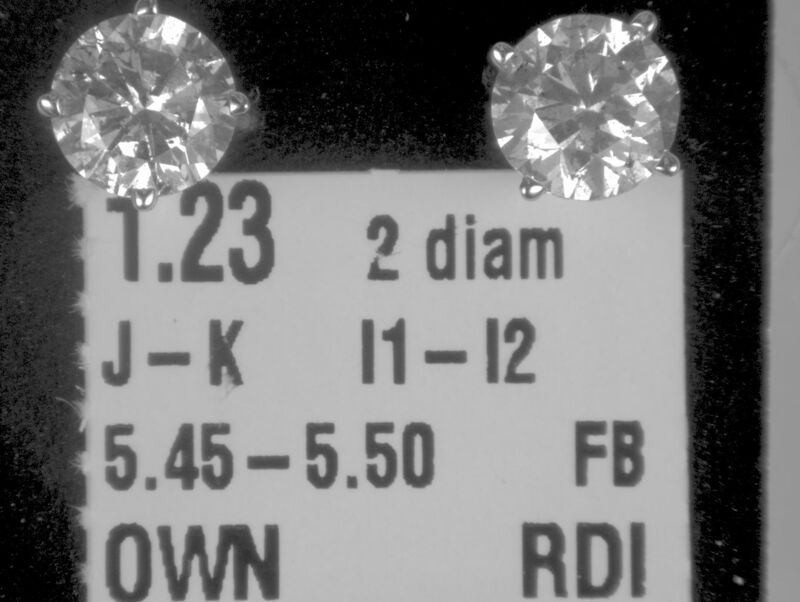 1.23 2 diam
J-K I1-I2
5.45-5.50 FB
OWN RDI